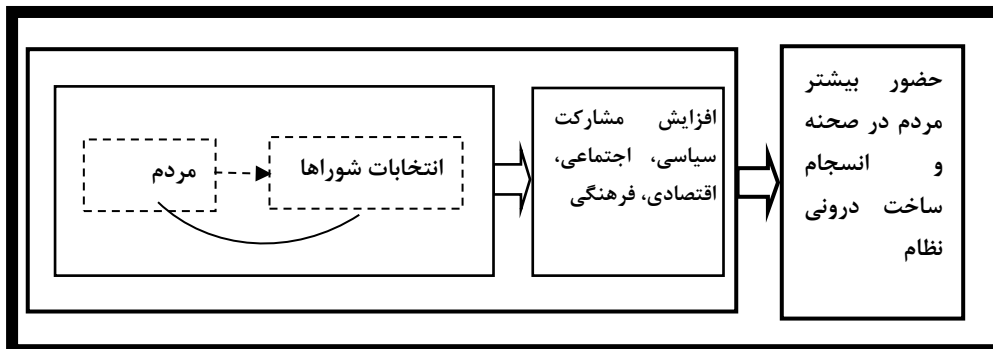 مردم
انتخابات شوراها
افزایش مشارکت
سیاسی، اجتماعی،
اقتصادی، فرهنگی
حضور بیشتر
مردم در صحنه
و انسجام
ساخت درونی
نظام